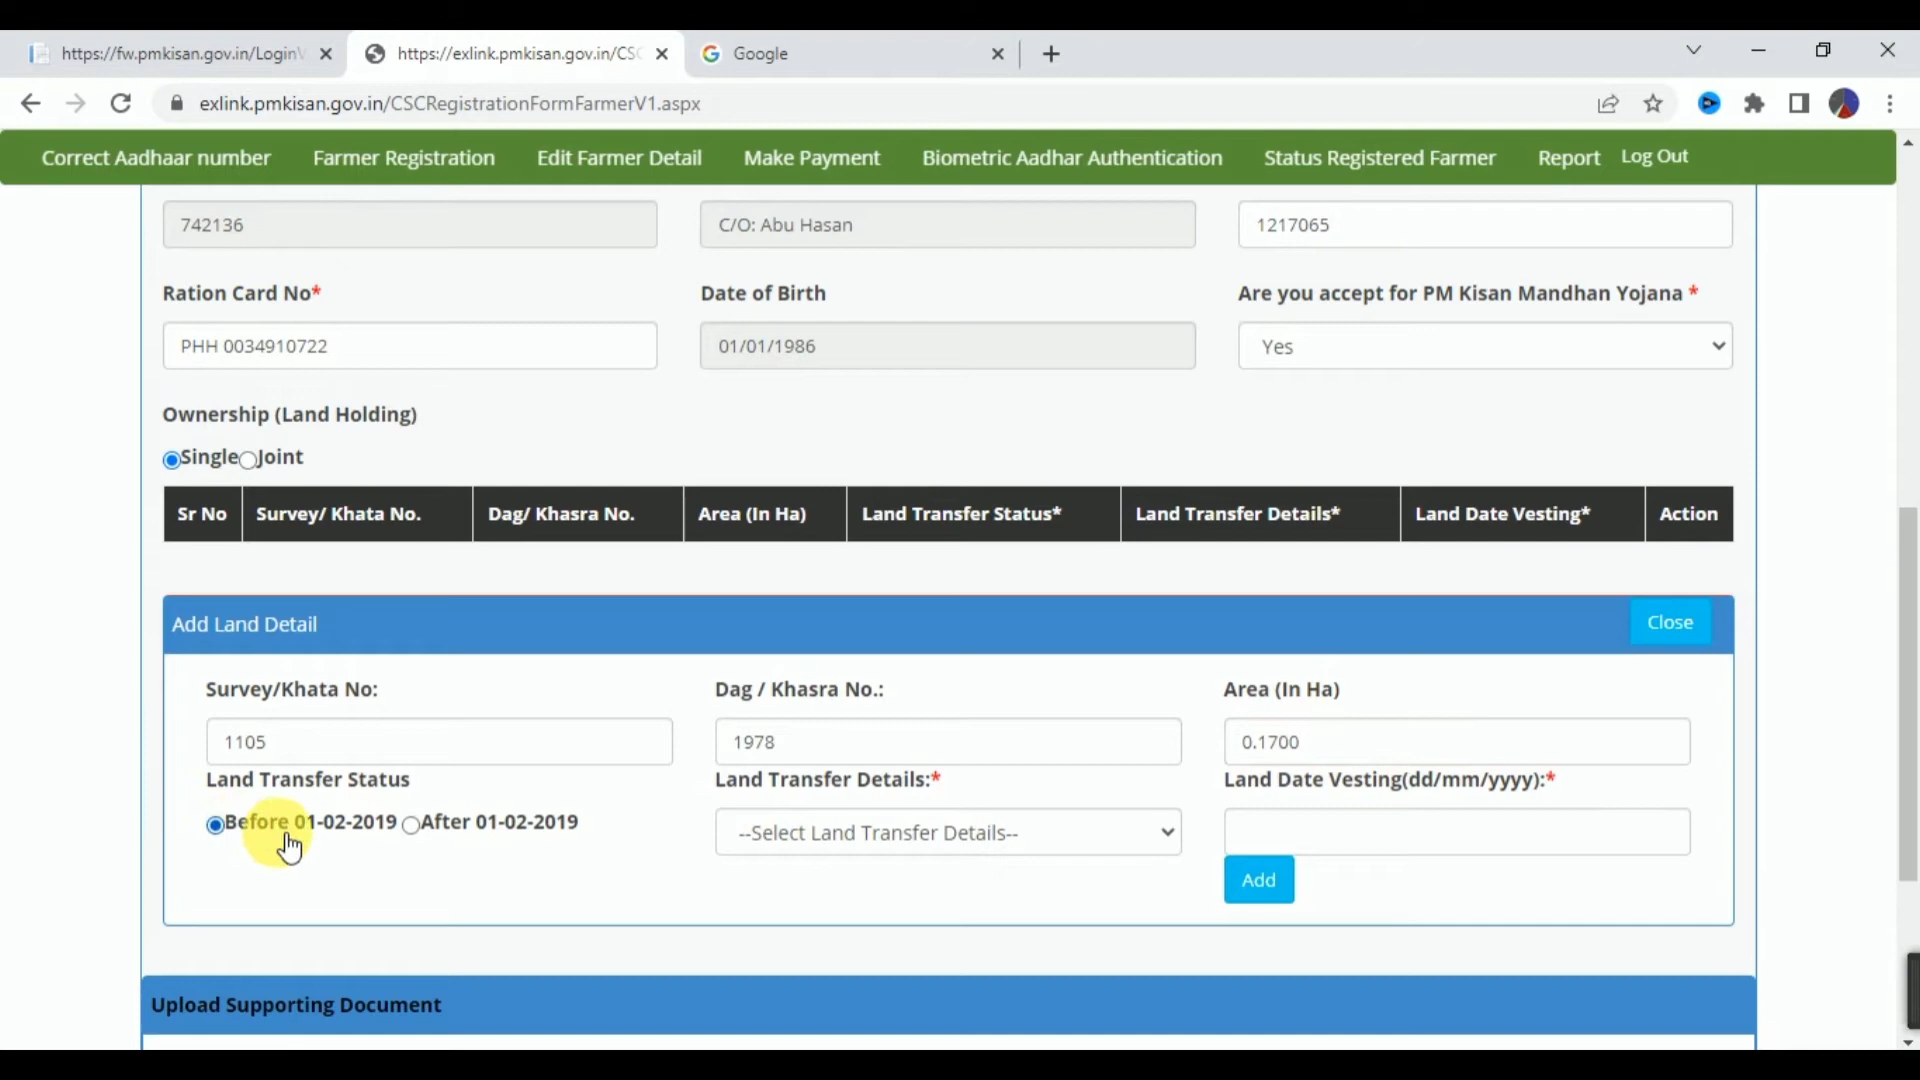 https://fw.pmkisan.gov.in/LoginV
https://exlink.pmkisan.gov.in/CSC
Google
exlink.pmkisan.gov.in/CSCRegistrationFormFarmerV1.aspx
Correct Aadhaar number Farmer Registration Edit Farmer Detail Make Payment Biometric Aadhar Authentication Status Registered Farmer Report Log Out
742136 C/O: Abu Hasan 1217065
Ration Card No* Date of Birth Are you accept for PM Kisan Mandhan Yojana *
PHH 0034910722 01/01/1986 Yes
Ownership (Land Holding)
Single Joint
Sr No Survey/ Khata No. Dag/ Khasra No. Area (In Ha) Land Transfer Status* Land Transfer Details* Land Date Vesting* Action
Add Land Detail Close
Survey/Khata No: Dag / Khasra No.: Area (In Ha)
1105 1978 0.1700
Land Transfer Status Land Transfer Details:* Land Date Vesting(dd/mm/yyyy):*
Before 01-02-2019 After 01-02-2019 --Select Land Transfer Details--
Add
Upload Supporting Document